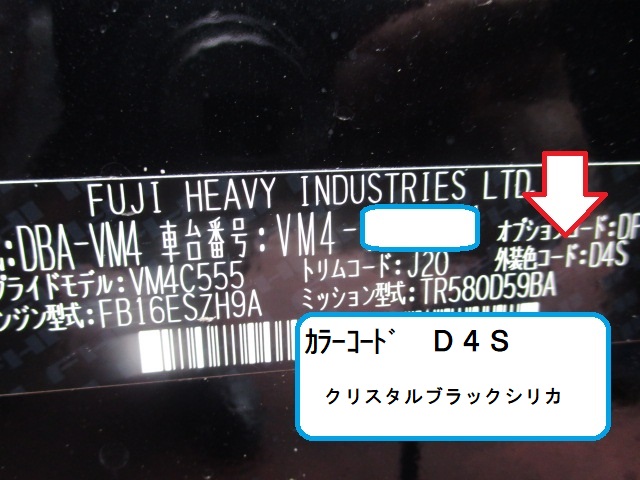 FUJI HEAVY INDUSTRIES LTD
:DBA-VM4 車台番号:VM4-
オプションコード:DF
ブライドモデル:VM4C555 トリムコード:J20 外装色コード:D4S
ンジン型式:FB16ESZH9A ミッション型式:TR580D59BA
ｶﾗｰｺｰﾄﾞ D4S
クリスタルブラックシリカ